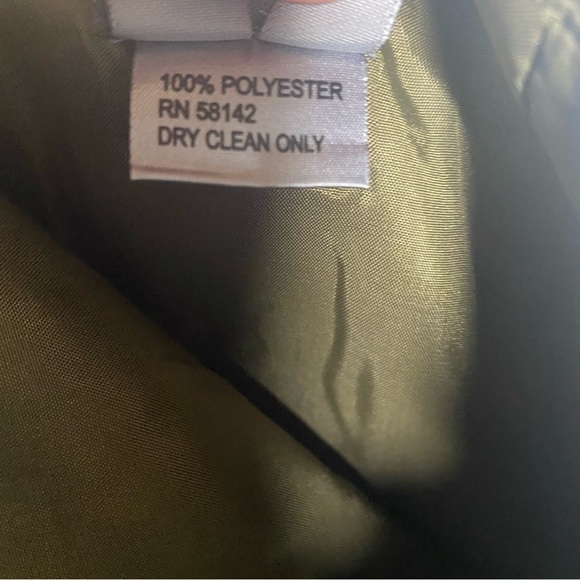 100% POLYESTER
RN 58142
DRY CLEAN ONLY